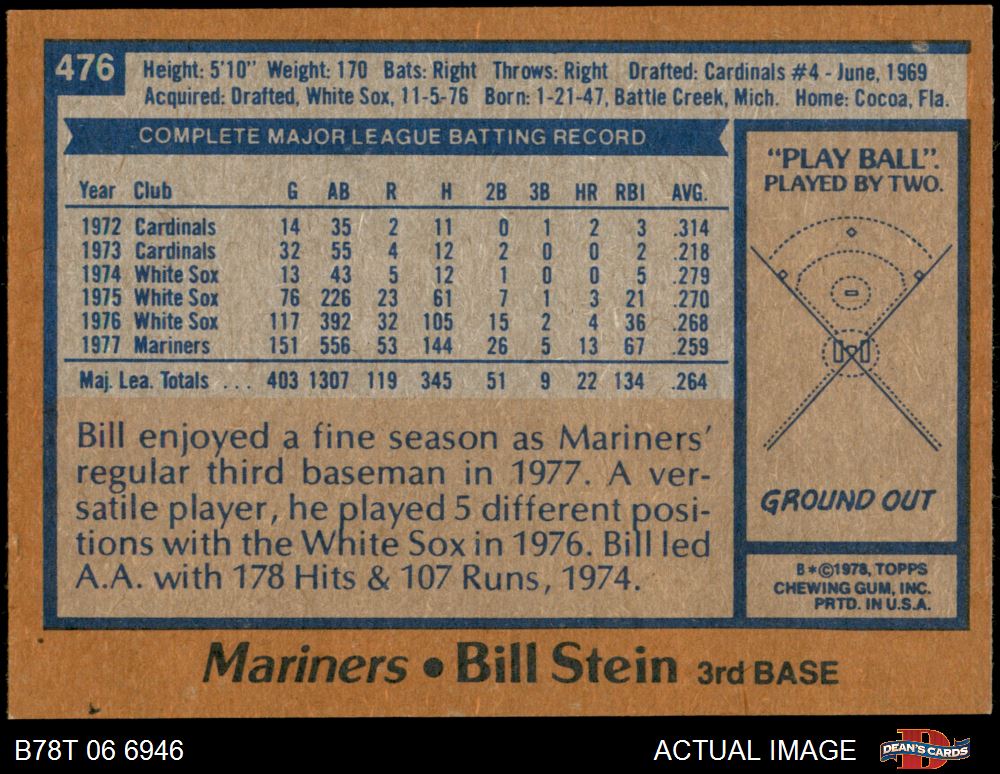 476
Height: 5'10" Weight: 170 Bats: Right Throws: Right Drafted: Cardinals #4 - June, 1969
Acquired: Drafted, White Sox, 11-5-76 Born: 1-21-47, Battle Creek, Mich. Home: Cocoa, Fla.
COMPLETE MAJOR LEAGUE BATTING RECORD
Year Club G AB R H 2B 3B HR RBI AVG.
1972 Cardinals 14 35 2 11 0 1 2 3 .314
1973 Cardinals 32 55 4 12 2 0 0 2 .218
1974 White Sox 13 43 5 12 1 0 0 5 .279
1975 White Sox 76 226 23 61 7 1 3 21 .270
1976 White Sox 117 392 32 105 15 2 4 36 .268
1977 Mariners 151 556 53 144 26 5 13 67 .259
Maj. Lea. Totals ... 403 1307 119 345 51 9 22 134 .264
Bill enjoyed a fine season as Mariners'
regular third baseman in 1977. A ver-
satile player, he played 5 different posi-
tions with the White Sox in 1976. Bill led
A.A. with 178 Hits & 107 Runs, 1974.
"PLAY BALL".
PLAYED BY TWO.
GROUND OUT
B*©1978, TOPPS
CHEWING GUM, INC.
PRTD. IN U.S.A.
Mariners • Bill Stein 3rd BASE
B78T 06 6946
ACTUAL IMAGE
DEAN'S CARDS